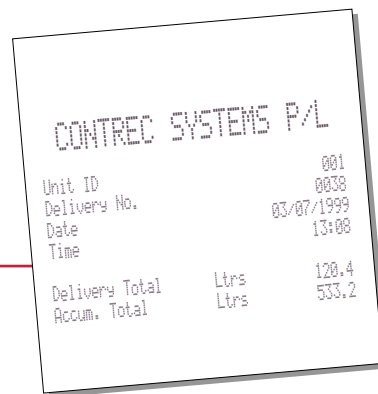 CONTREC SYSTEMS P/L
Unit ID 001
Delivery No. 0038
Date 03/07/1999
Time 13:08
Delivery Total Ltrs 120.4
Accum. Total Ltrs 533.2